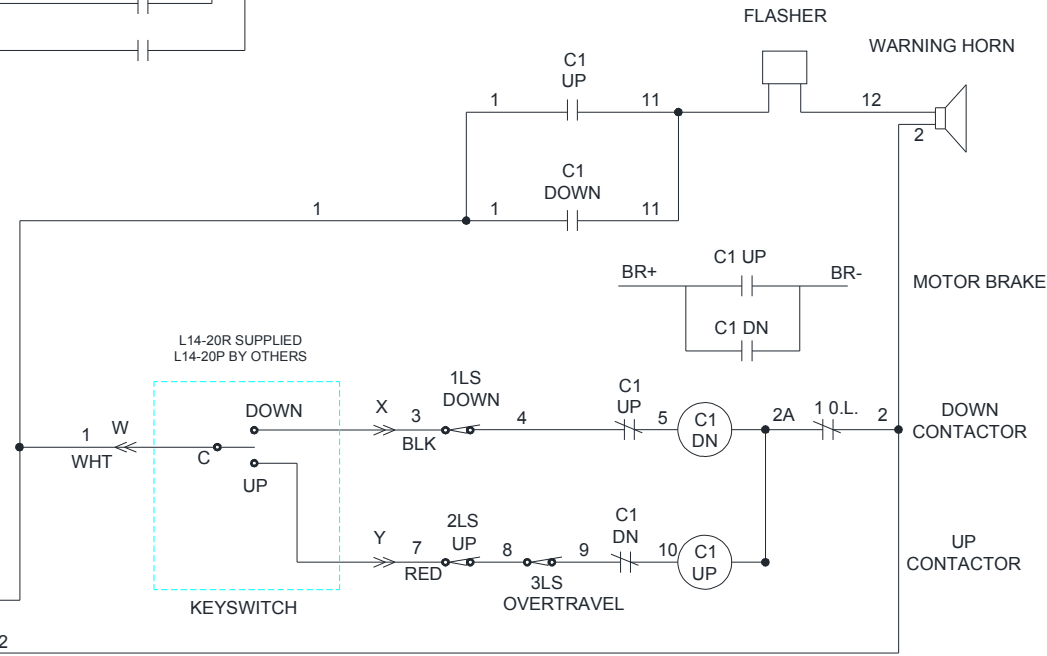 FLASHER
WARNING HORN
C1
UP
1
11
12
2
C1
DOWN
1
1
11
C1 UP
BR+
BR-
MOTOR BRAKE
C1 DN
L14-20R SUPPLIED
L14-20P BY OTHERS
1LS
DOWN
C1
UP
DOWN
X
3
4
5
C1
DN
2A
1 O.L.
2
DOWN
CONTACTOR
BLK
1
W
WHT
C
UP
2LS
UP
C1
DN
Y
7
8
9
10
C1
UP
UP
CONTACTOR
RED
3LS
OVERTRAVEL
KEYSWITCH
2